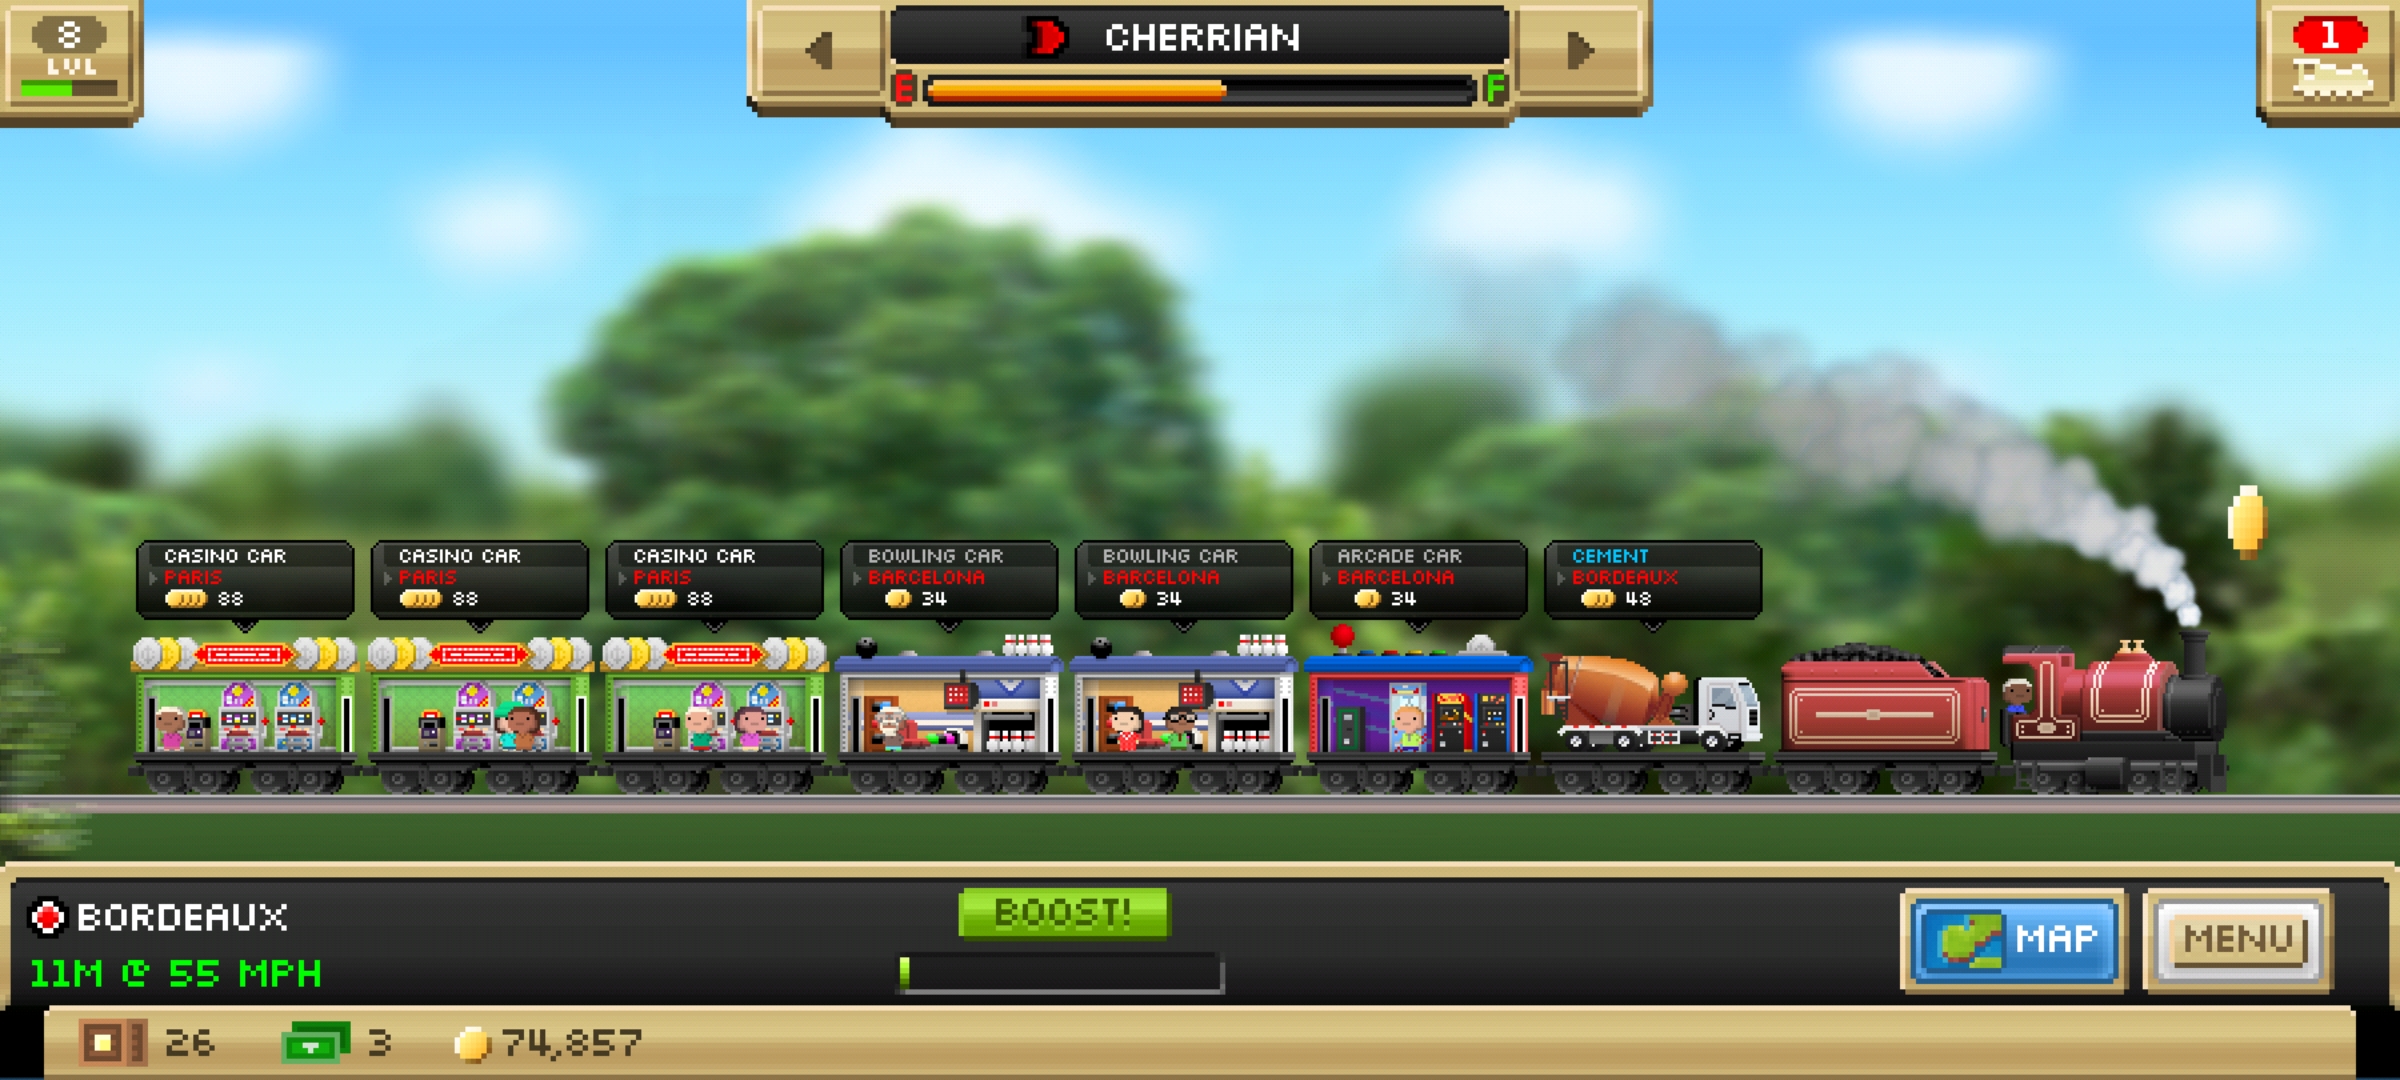 8
LVL
CHERRIAN
E F
1
CASINO CAR
PARIS
88
CASINO CAR
PARIS
88
CASINO CAR
PARIS
88
BOWLING CAR
BARCELONA
34
BOWLING CAR
BARCELONA
34
ARCADE CAR
BARCELONA
34
CEMENT
BORDEAUX
48
BORDEAUX
11M @ 55 MPH
BOOST!
MAP
MENU
26
3
74,857